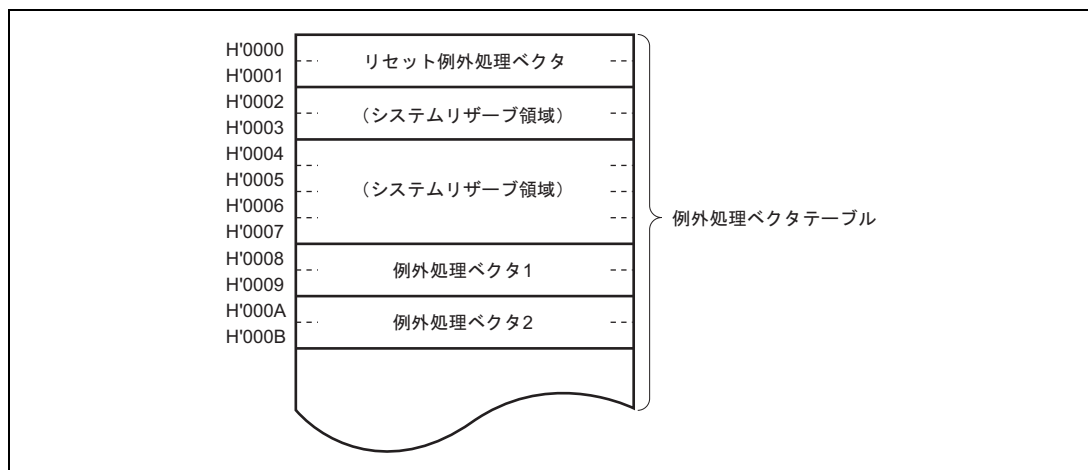 H'0000
リセット例外処理ベクタ
H'0001
H'0002
(システムリザーブ領域)
H'0003
H'0004
H'0005
(システムリザーブ領域)
H'0006
H'0007
例外処理ベクタテーブル
H'0008
例外処理ベクタ1
H'0009
H'000A
例外処理ベクタ2
H'000B